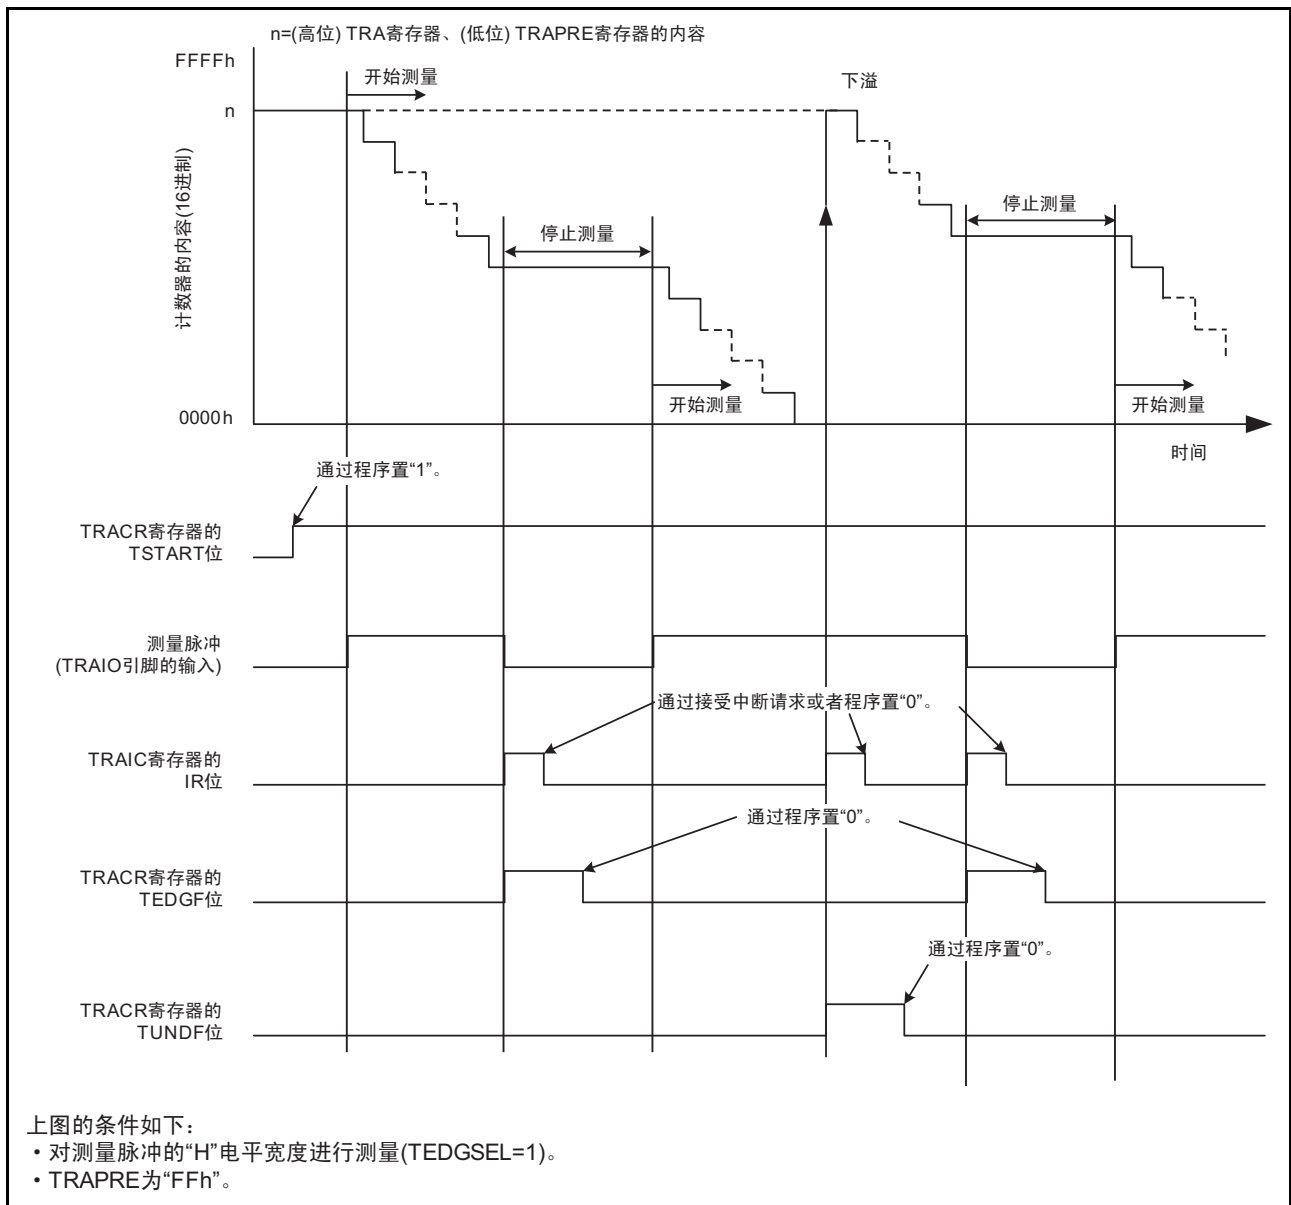 n=(高位) TRA寄存器、(低位) TRAPRE寄存器的内容
FFFFh
开始测量
下溢
n
计数器的内容(16进制)
停止测量
停止测量
开始测量
开始测量
0000h
时间
通过程序置“1”。
TRACR寄存器的
TSTART位
测量脉冲
(TRAIO引脚的输入)
通过接受中断请求或者程序置“0”。
TRAIC寄存器的
IR位
通过程序置“0”。
TRACR寄存器的
TEDGF位
通过程序置“0”。
TRACR寄存器的
TUNDF位
上图的条件如下：
•对测量脉冲的“H”电平宽度进行测量(TEDGSEL=1)。
•TRAPRE为“FFh”。